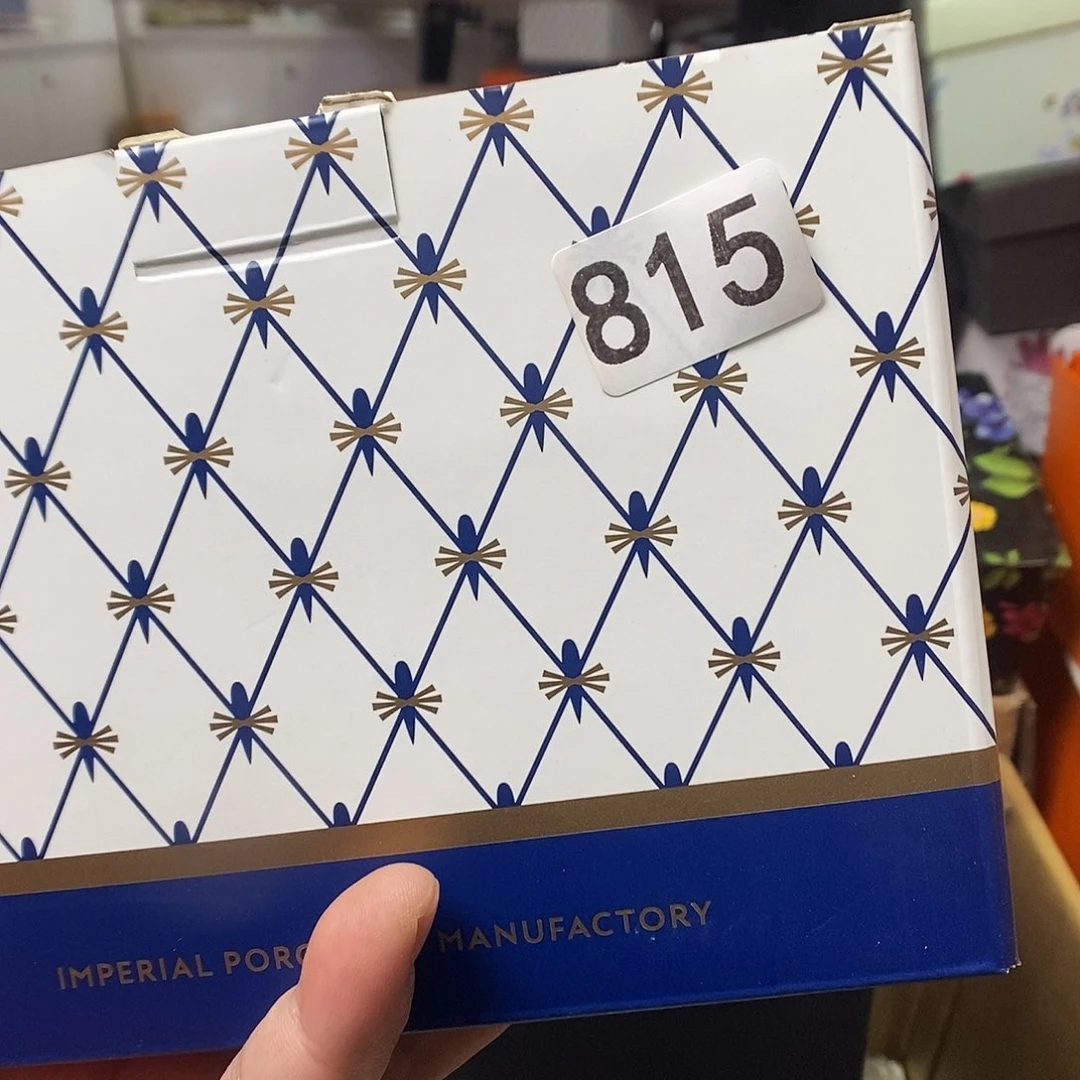 815
IMPERIAL PORC MANUFACTORY